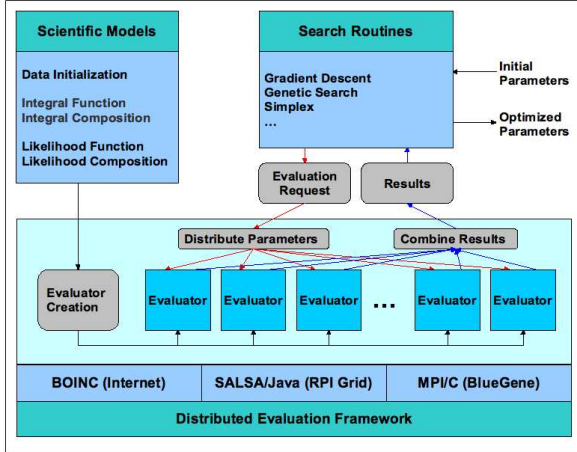 Scientific Models
Data Initialization
Integral Function
Integral Composition
Likelihood Function
Likelihood Composition
Search Routines
Gradient Descent
Genetic Search
Simplex
...
Initial
Parameters
Optimized
Parameters
Evaluation
Request
Results
Distribute Parameters
Combine Results
Evaluator
Creation
Evaluator
Evaluator
Evaluator
...
Evaluator
Evaluator
BOINC (Internet)
SALSA/Java (RPI Grid)
MPI/C (BlueGene)
Distributed Evaluation Framework